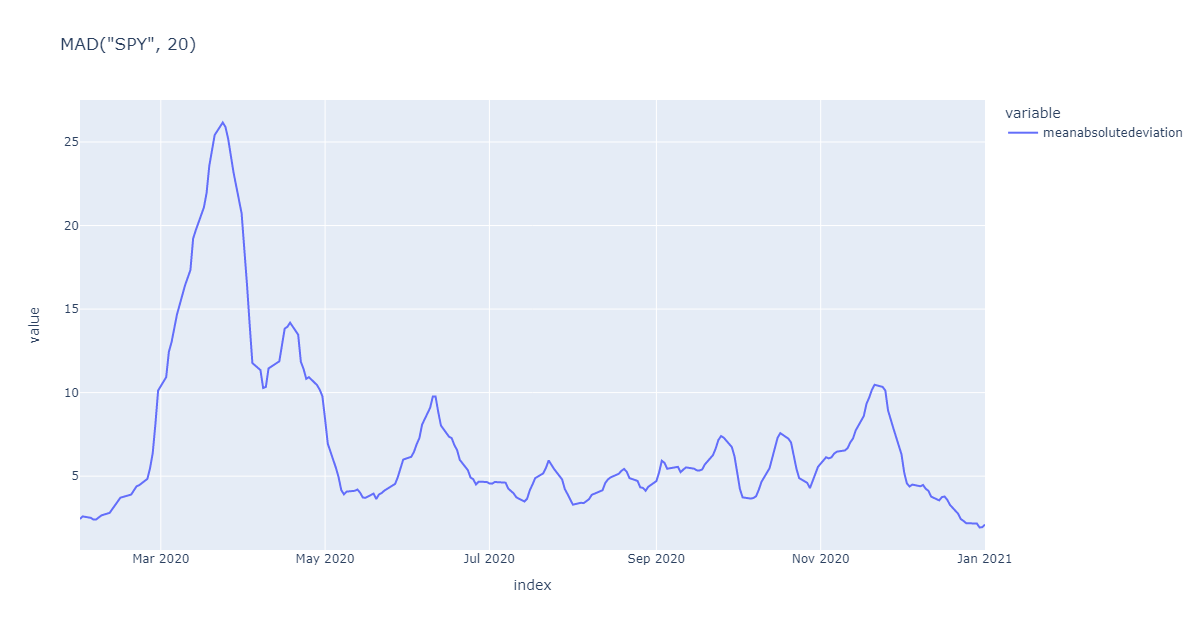 MAD("SPY", 20)
variable
meanabsolutedeviation
25
20
15
10
5
value
Mar 2020
May 2020
Jul 2020
Sep 2020
Nov 2020
Jan 2021
index